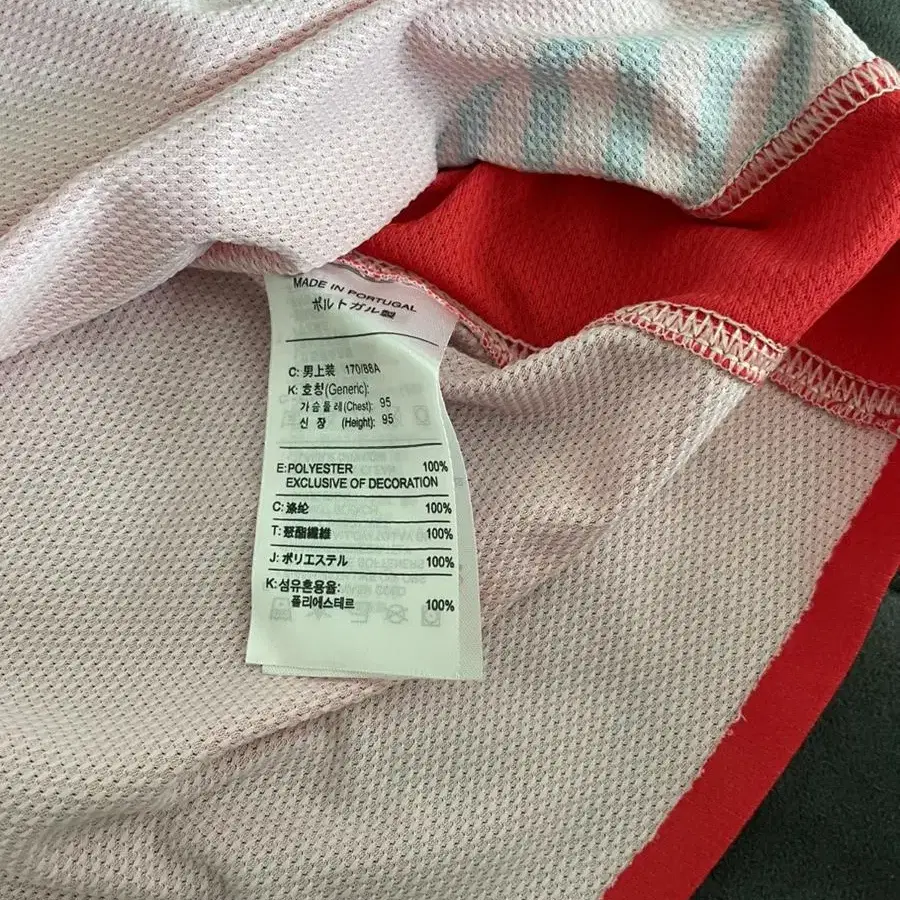 MADE IN PORTUGAL
ポルトガル製
C: 男上装 170/88A
K: 호칭(Generic):
가슴둘레(Chest): 95
신 장 (Height): 95
E:POLYESTER 100%
EXCLUSIVE OF DECORATION
C:涤纶 100%
T:聚酯纖維 100%
J:ポリエステル 100%
K:섬유혼용율:
폴리에스테르 100%